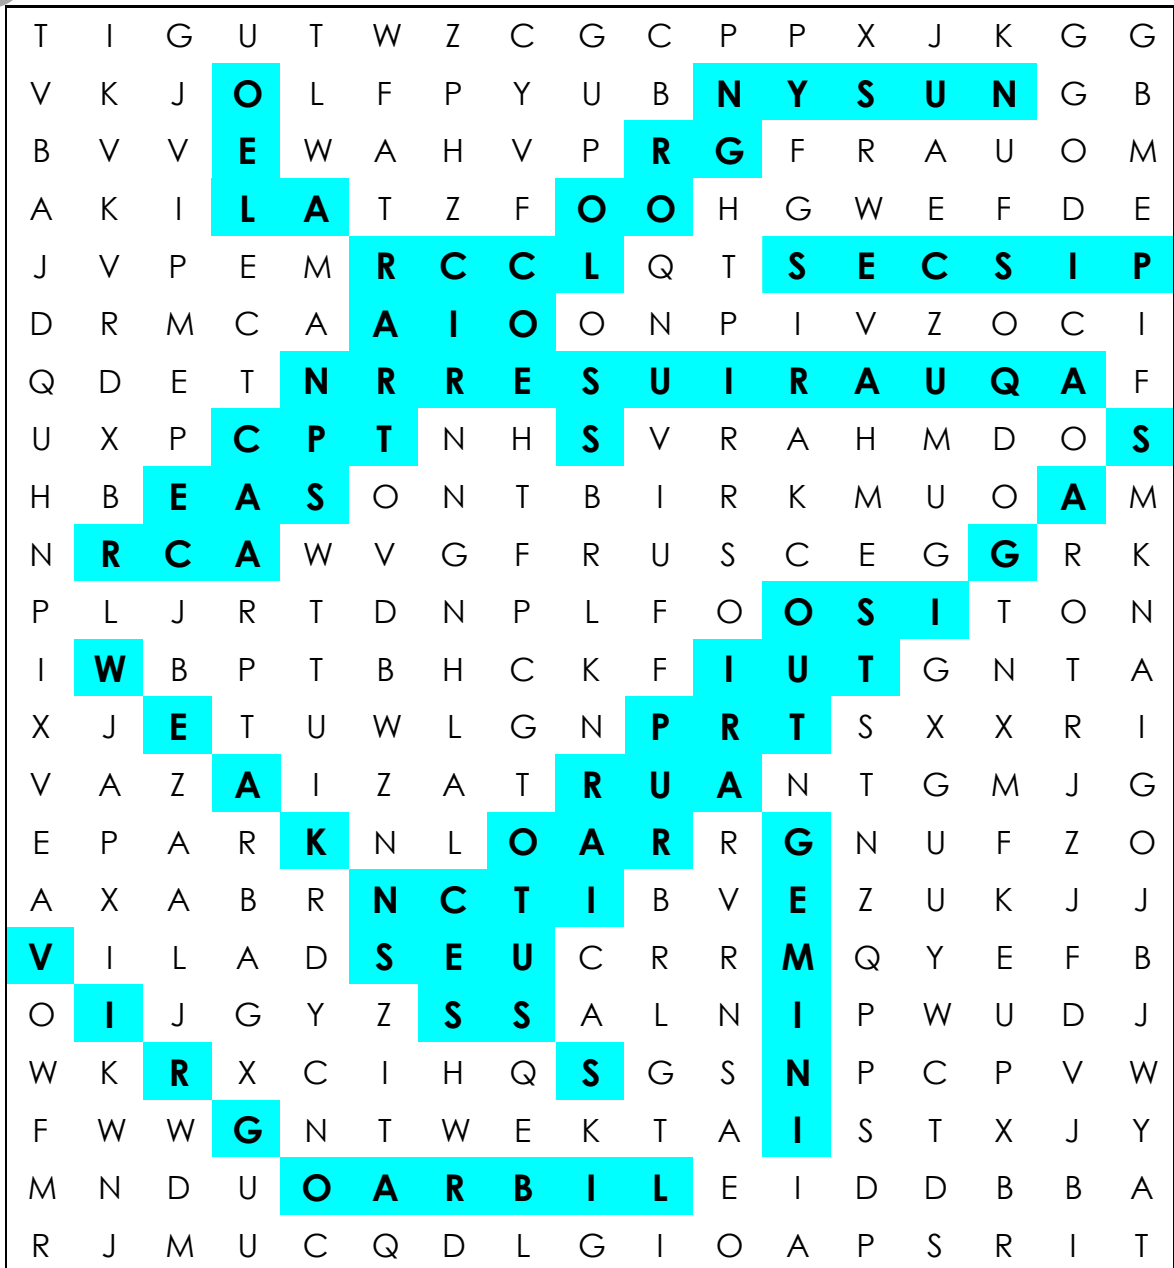 T I G U T W Z C G C P P X J K G G
V K J O L F P Y U B N Y S U N G B
B V V E W A H V P R G F R A U O M
A K I L A T Z F O O H G W E F D E
J V P E M R C C L Q T S E C S I P
D R M C A A I O O N P I V Z O C I
Q D E T N R R E S U I R A U Q A F
U X P C P T N H S V R A H M D O S
H B E A S O N T B I R K M U O A M
N R C A W V G F R U S C E G G R K
P L J R T D N P L F O O S I T O N
I W B P T B H C K F I U T G N T A
X J E T U W L G N P R T S X X R I
V A Z A I Z A T R U A N T G M J G
E P A R K N L O A R R G N U F Z O
A X A B R N C T I B V E Z U K J J
V I L A D S E U C R R M Q Y E F B
O I J G Y Z S S A L N I P W U D J
W K R X C I H Q S G S N P C P V W
F W W G N T W E K T A I S T X J Y
M N D U O A R B I L E I D D B B A
R J M U C Q D L G I O A P S R I T